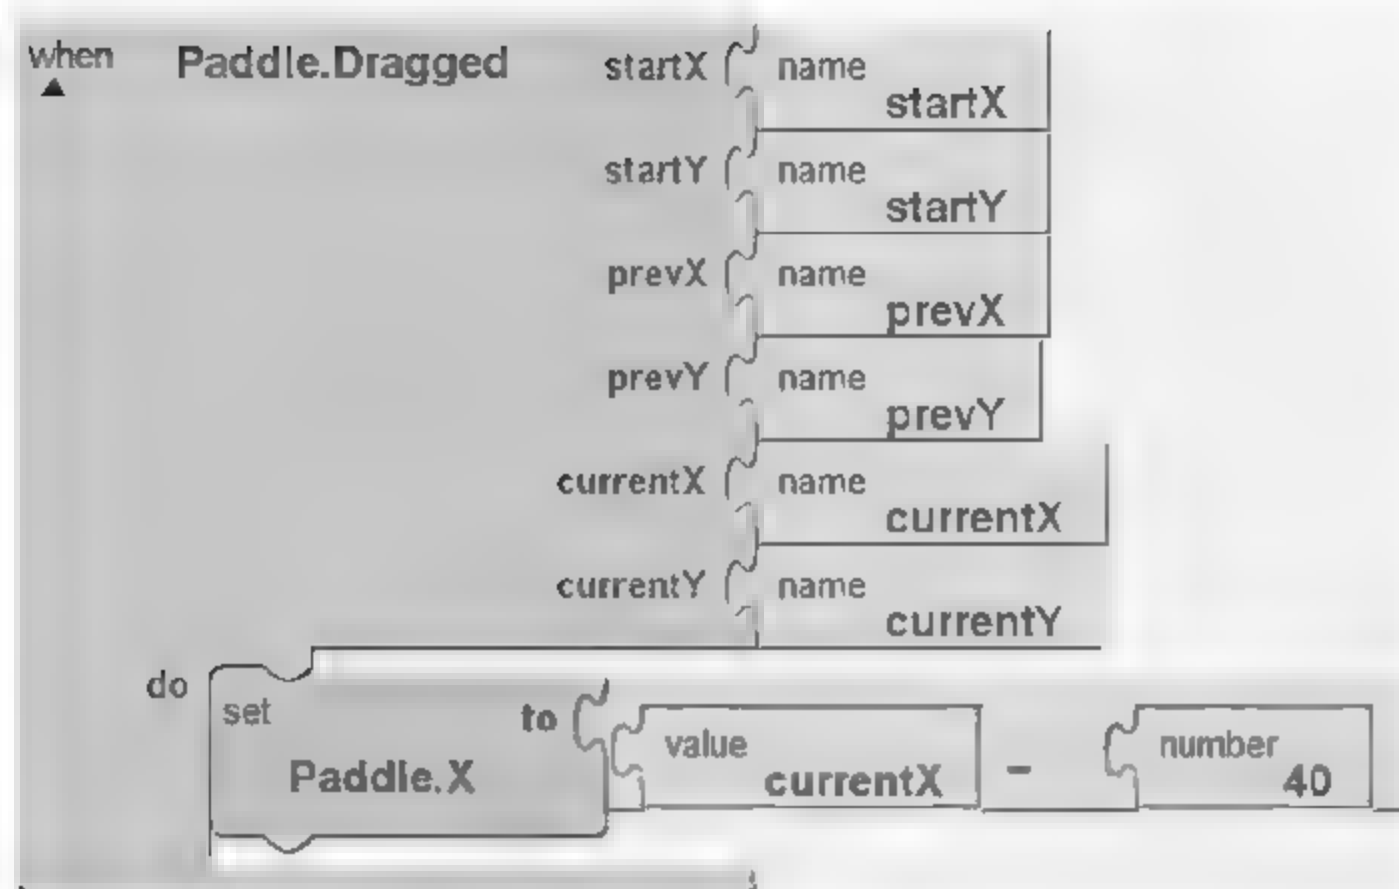 when Paddle.Dragged startX name
startX
startY name
startY
prevX name
prevX
prevY name
prevY
currentX name
currentX
currentY name
currentY
do
set to value - number
Paddle.X currentX 40